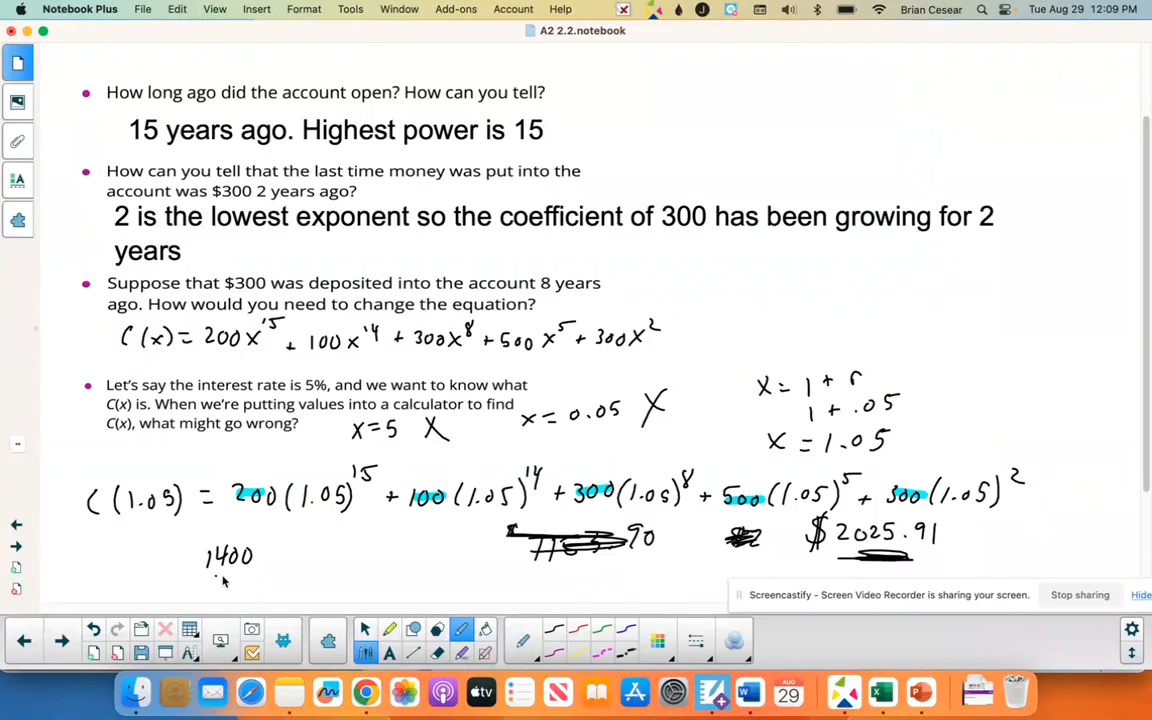 Notebook Plus File Edit View Insert Format Tools Window Add-ons Account Help Brian Cesear Tue Aug 29 12:09 PM
A2 2.2.notebook
• How long ago did the account open? How can you tell?
15 years ago. Highest power is 15
• How can you tell that the last time money was put into the
account was $300 2 years ago?
2 is the lowest exponent so the coefficient of 300 has been growing for 2
years
• Suppose that $300 was deposited into the account 8 years
ago. How would you need to change the equation?
C(x) = 200x^15 + 100x^14 + 300x^8 + 500x^5 + 300x^2
• Let's say the interest rate is 5%, and we want to know what
C(x) is. When we're putting values into a calculator to find
C(x), what might go wrong?
x=5 X
x = 0.05 X
x = 1 + r
1 + .05
x = 1.05
C(1.05) = 200(1.05)^15 + 100(1.05)^14 + 300(1.05)^8 + 500(1.05)^5 + 300(1.05)^2
90
$2025.91
1400
Screencastify - Screen Video Recorder is sharing your screen. Stop sharing Hide
AUG
29